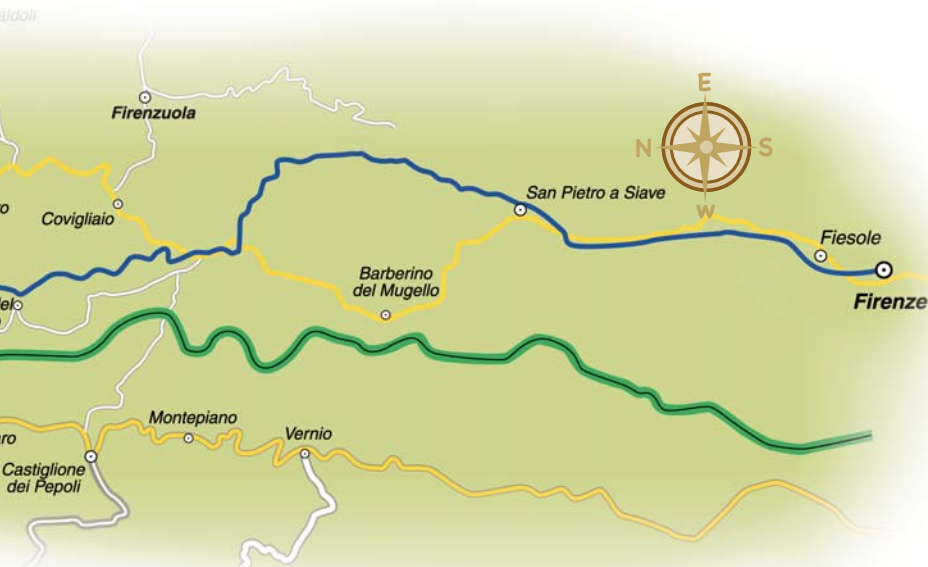 Firenzuola
E
N
S
W
San Pietro a Siave
Covigliaio
Fiesole
Barberino
del Mugello
Firenze
Montepiano
Vernio
Castiglione
dei Pepoli